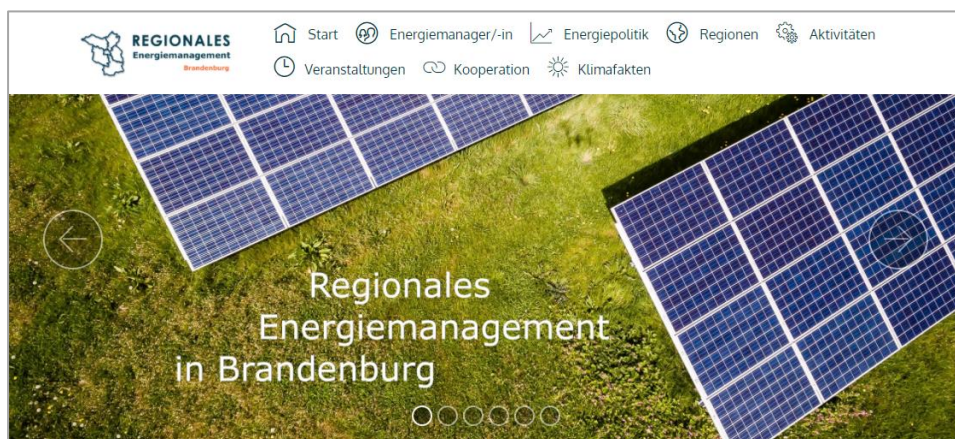 REGIONALES
Energiemanagement
Brandenburg
Start Energiemanager/-in Energiepolitik Regionen Aktivitäten
Veranstaltungen Kooperation Klimafakten
Regionales
Energiemanagement
in Brandenburg